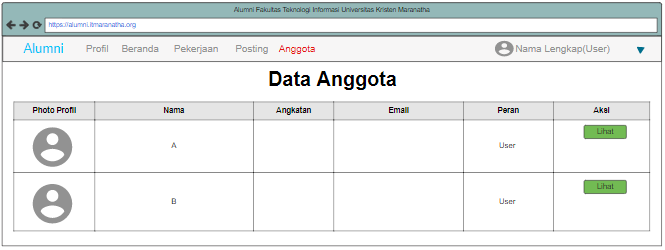 Alumni Fakultas Teknologi Informasi Universitas Kristen Maranatha
https://alumni.itmaranatha.org
Alumni Profil Beranda Pekerjaan Posting Anggota Nama Lengkap(User)
Data Anggota
Photo Profil Nama Angkatan Email Peran Aksi
A User Lihat
B User Lihat